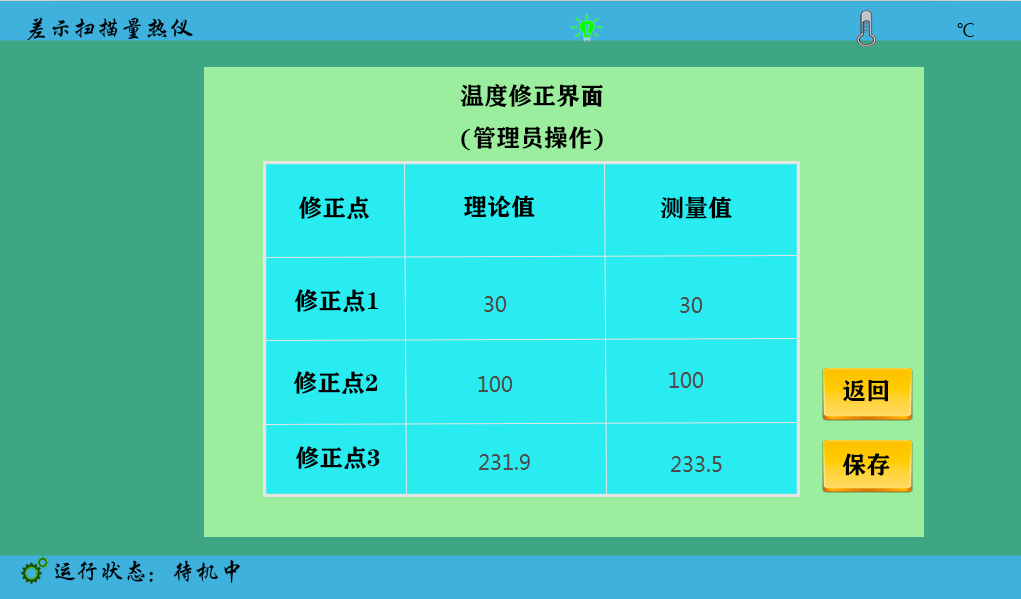 差示扫描量热仪
℃
温度修正界面
(管理员操作)
修正点 理论值 测量值
修正点1 30 30
修正点2 100 100
修正点3 231.9 233.5
返回
保存
运行状态：待机中